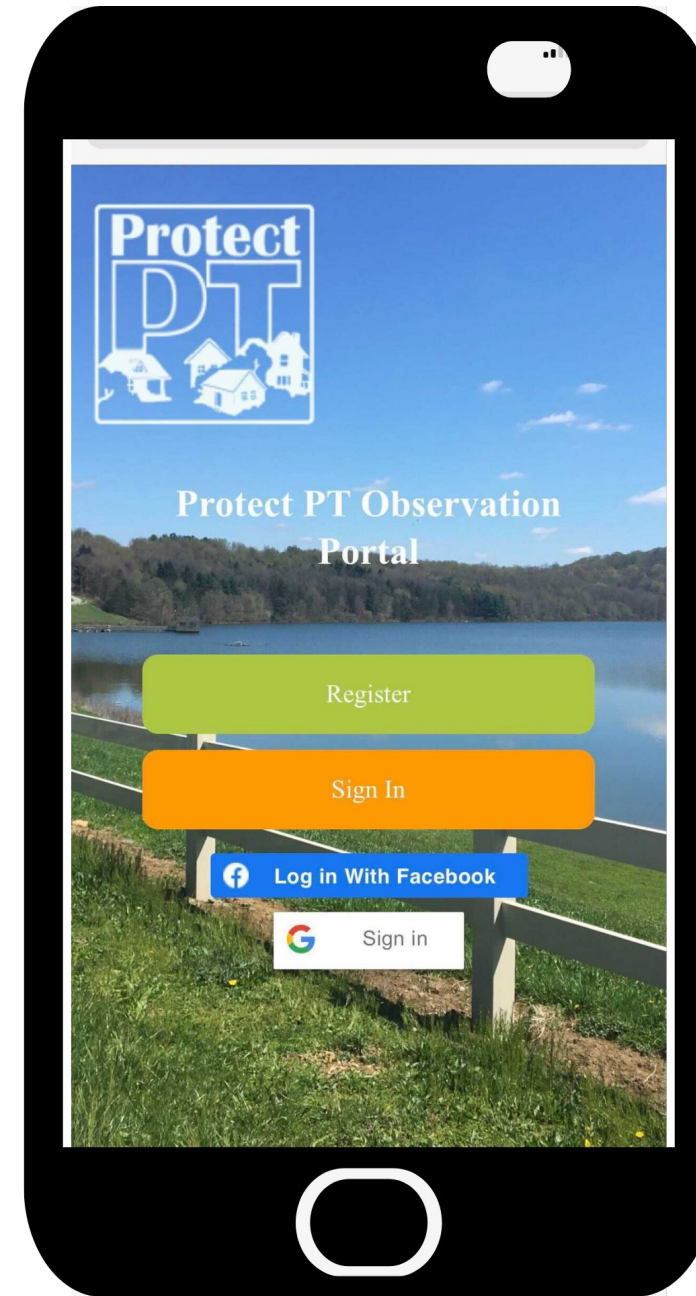 Protect
PT
Protect PT Observation
Portal
Register
Sign In
Log in With Facebook
Sign in